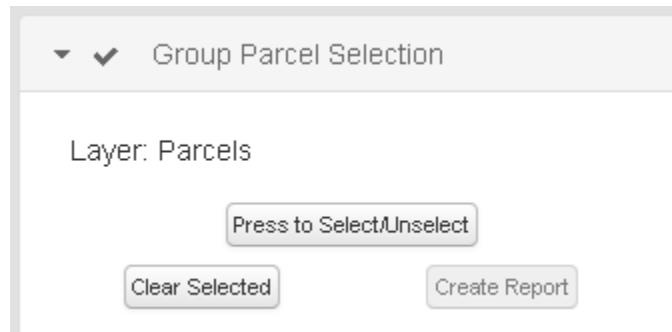 Group Parcel Selection
Layer: Parcels
Press to Select/Unselect
Clear Selected Create Report